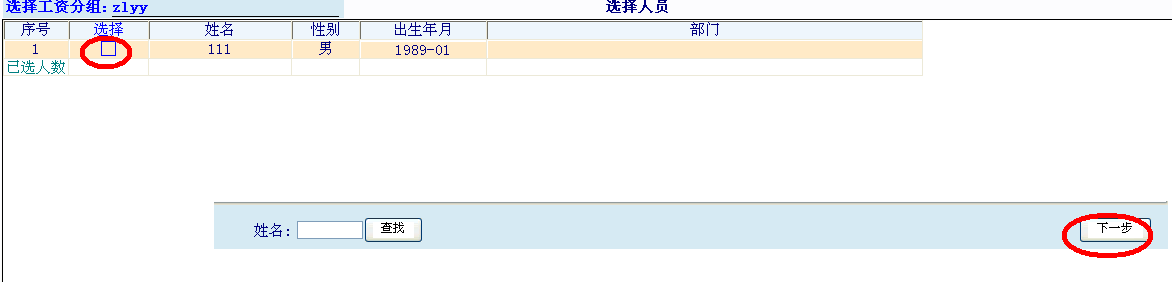 选择工资分组: zlyy 选择人员
序号 选择 姓名 性别 出生年月 部门
1 111 男 1989-01
已选人数
姓名: 查找 下一步